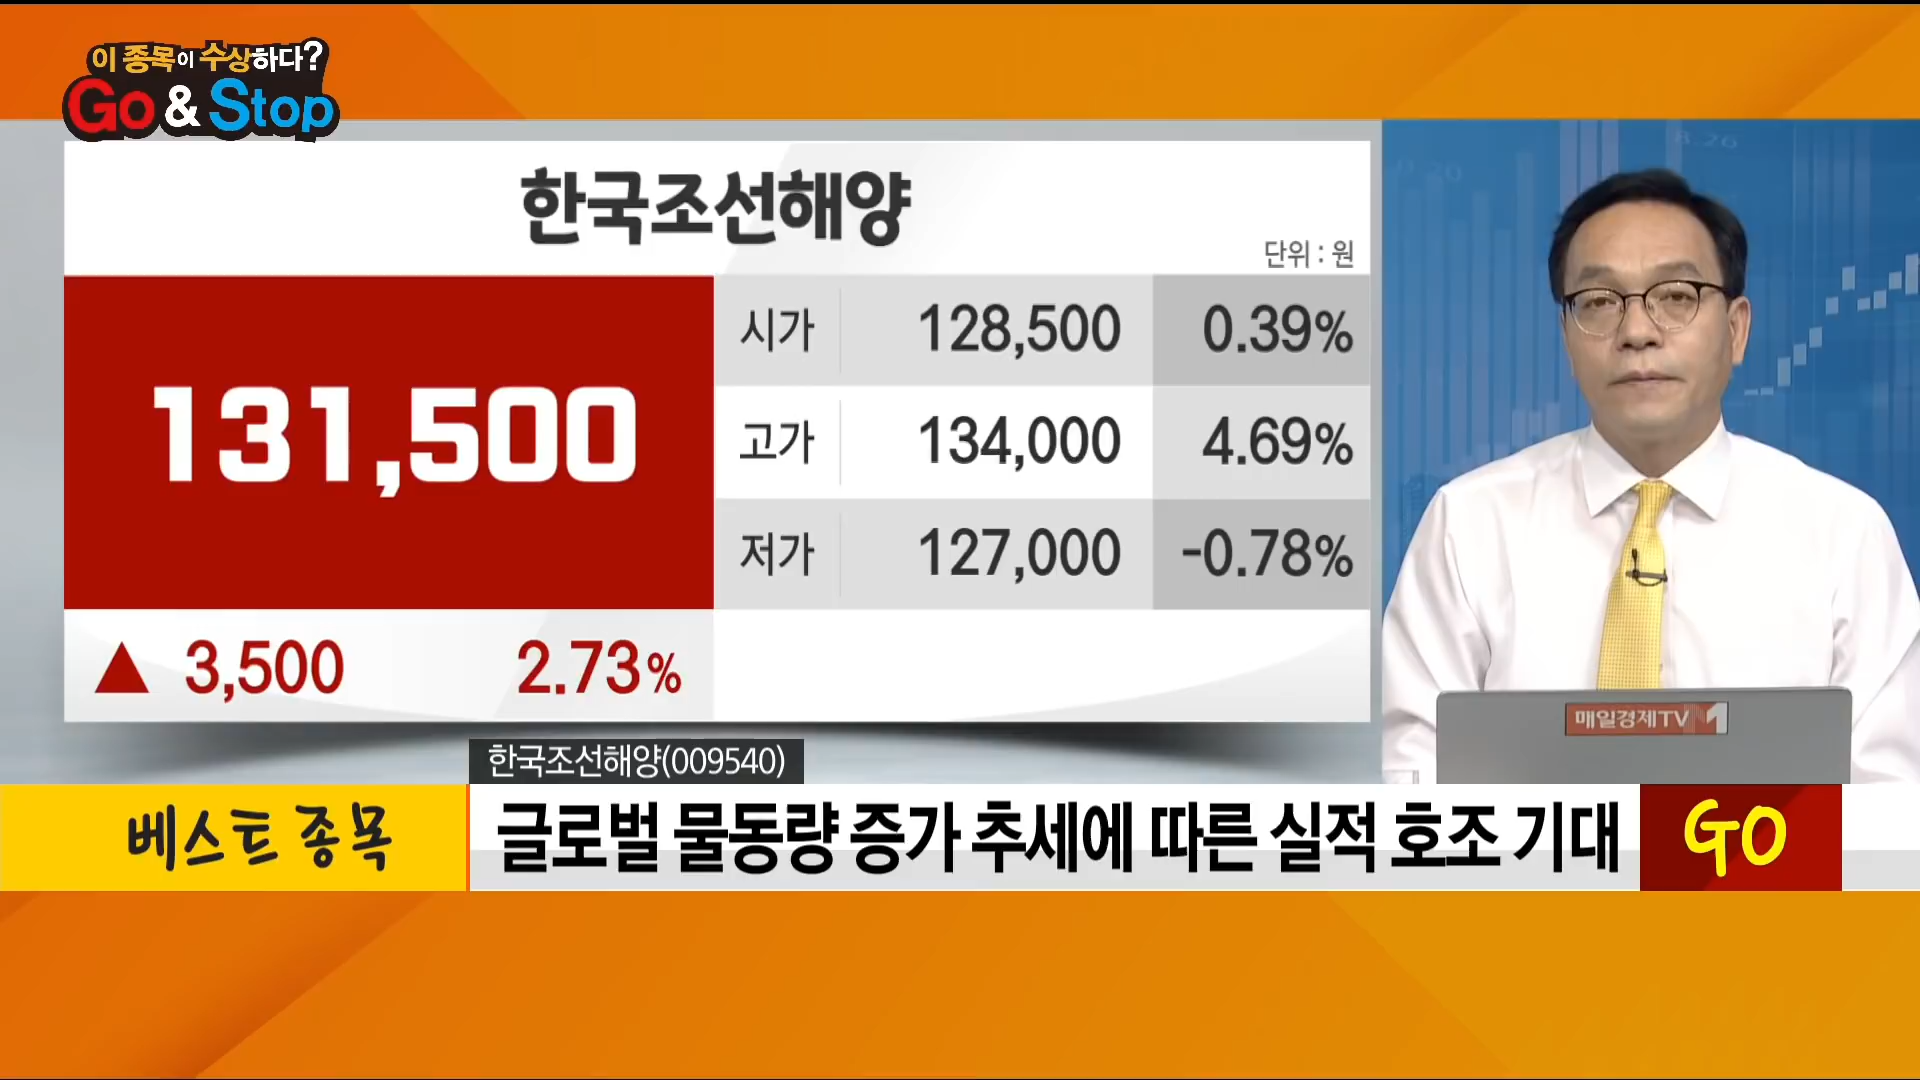 이 종목이 수상하다?
Go & Stop
한국조선해양
단위 : 원
131,500
시가 128,500 0.39%
고가 134,000 4.69%
저가 127,000 -0.78%
▲ 3,500 2.73%
매일경제TV M
한국조선해양(009540)
베스트 종목
글로벌 물동량 증가 추세에 따른 실적 호조 기대
GO
8.26